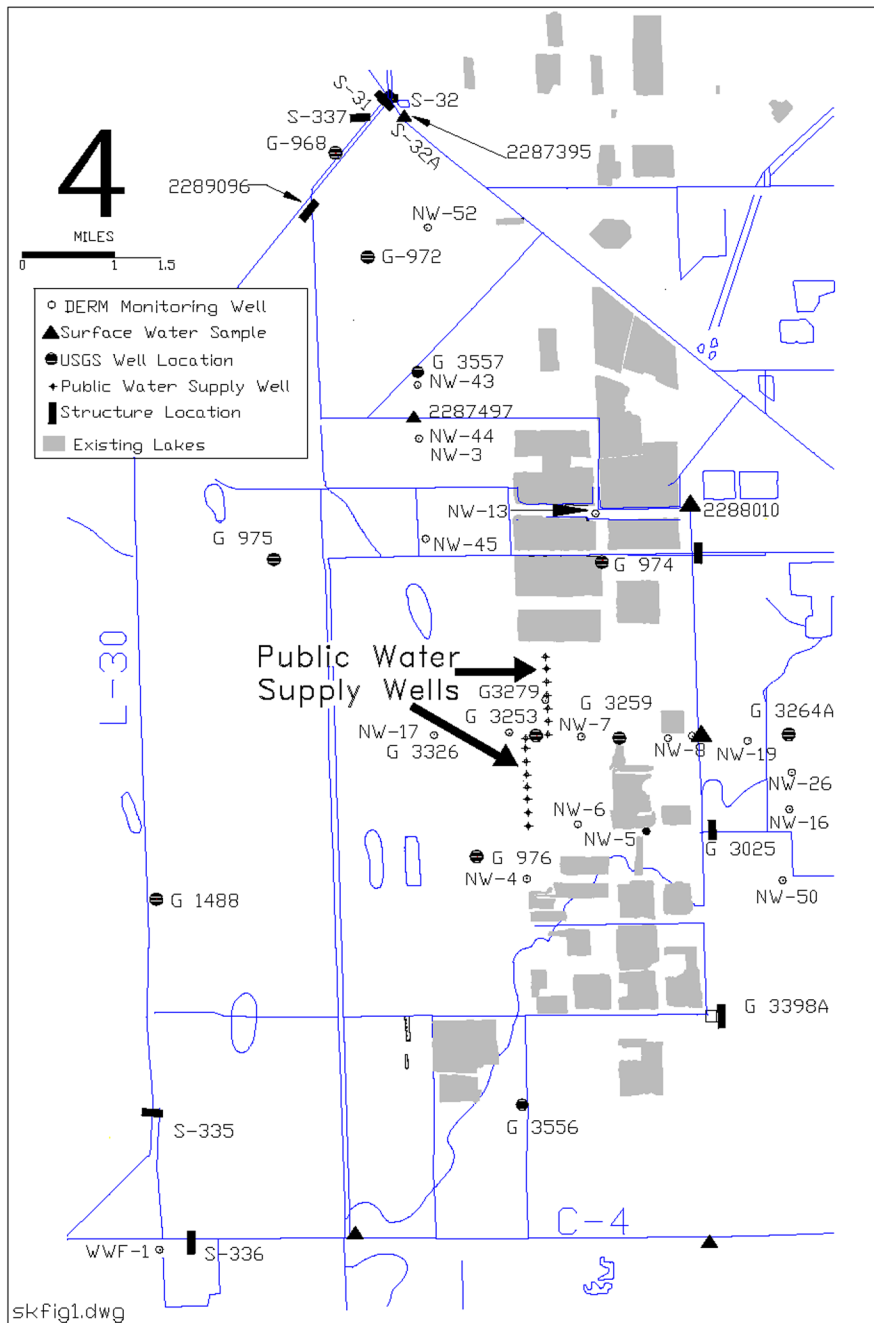 S-31
S-32
S-337
S-32A
G-968
2287395
4
2289096
MILES
0
1
1.5
NW-52
G-972
DERM Monitoring Well
Surface Water Sample
USGS Well Location
Public Water Supply Well
Structure Location
Existing Lakes
G 3557
NW-43
2287497
NW-44
NW-3
NW-13
2288010
G 975
NW-45
G 974
L-30
Public Water
Supply Wells
G3279
G 3253
G 3259
G 3264A
NW-17
NW-7
NW-8
NW-19
G 3326
NW-26
NW-6
NW-16
NW-5
G 3025
G 976
NW-4
NW-50
G 1488
G 3398A
S-335
G 3556
C-4
WWF-1
S-336
skfig1.dwg